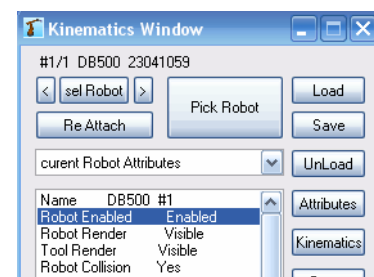 Kinematics Window
#1/1 DB500 23041059
< sel Robot > Pick Robot Load
Re Attach Save
curent Robot Attributes UnLoad
Name DB500 #1 Attributes
Robot Enabled Enabled
Robot Render Visible
Tool Render Visible Kinematics
Robot Collision Yes